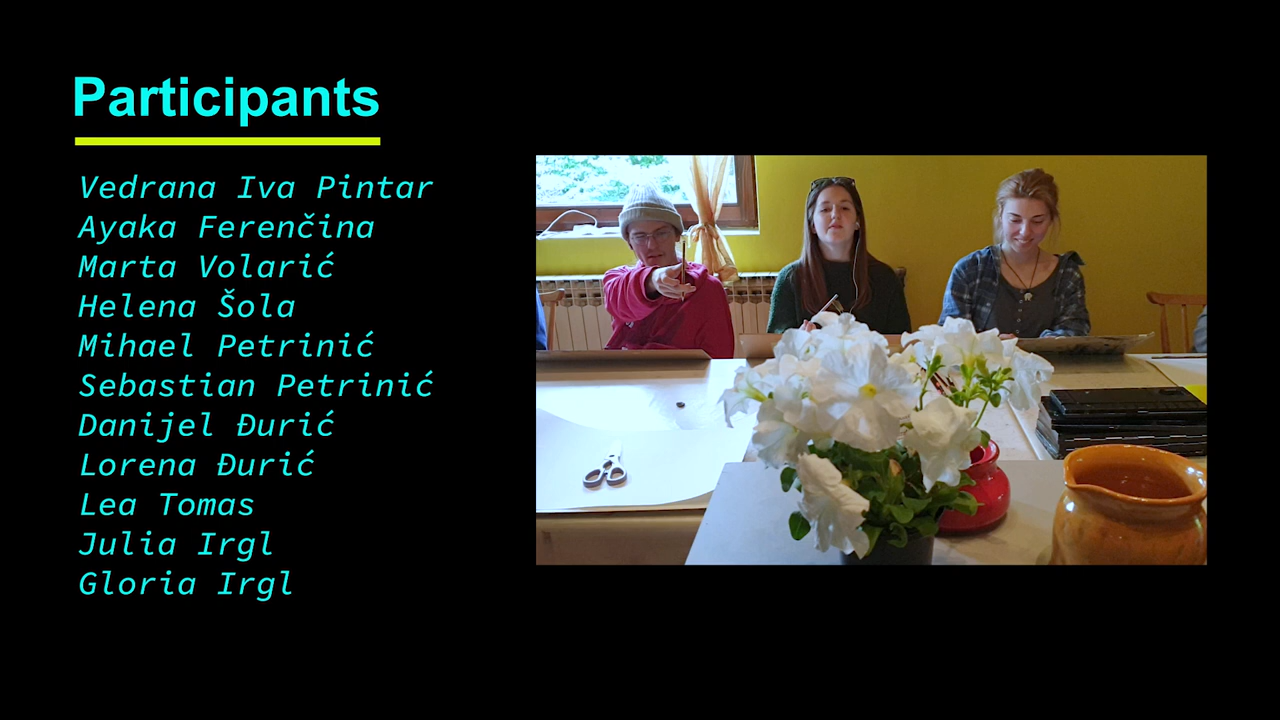 Participants
Vedrana Iva Pintar
Ayaka Ferenčina
Marta Volarić
Helena Šola
Mihael Petrinić
Sebastian Petrinić
Danijel Đurić
Lorena Đurić
Lea Tomas
Julia Irgl
Gloria Irgl